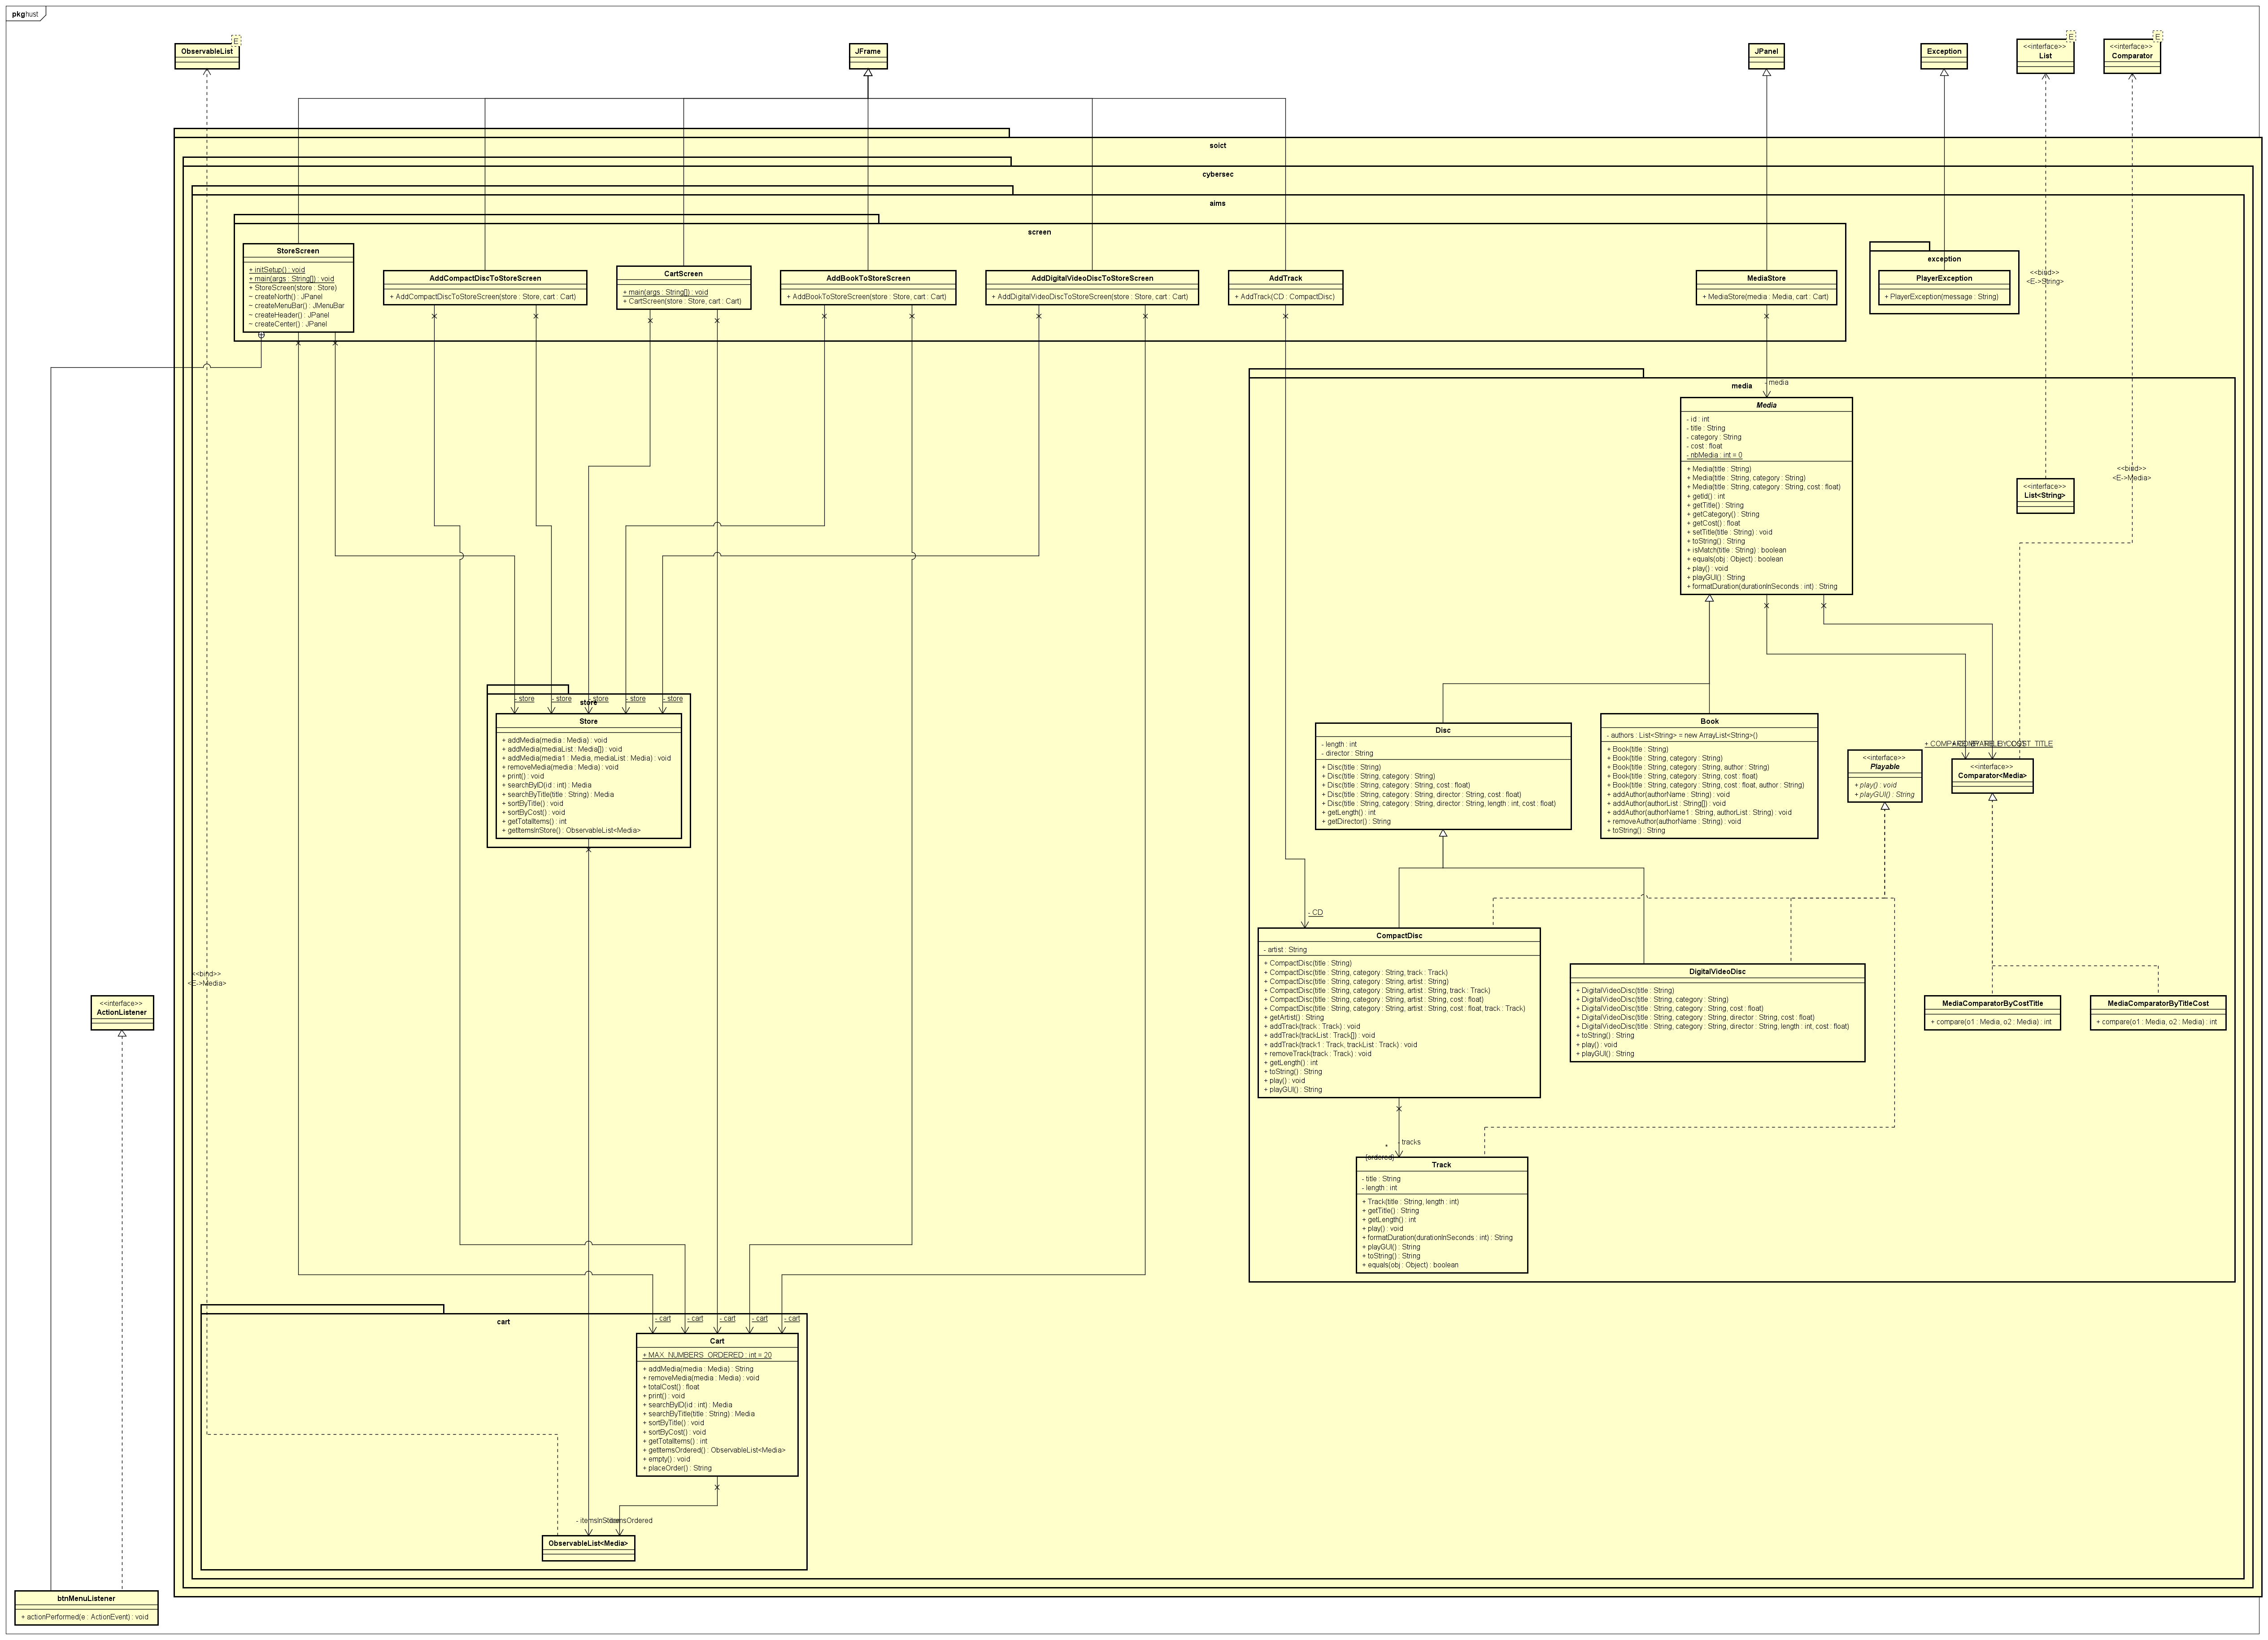 pkg hust
ObservableList
E
JFrame
JPanel
Exception
<<interface>>
List
E
<<interface>>
Comparator
E
soict
cybersec
aims
screen
StoreScreen
+ initSetup() : void
+ main(args : String[]) : void
+ StoreScreen(store : Store)
~ createNorth() : JPanel
~ createMenuBar() : JMenuBar
~ createHeader() : JPanel
~ createCenter() : JPanel
AddCompactDiscToStoreScreen
+ AddCompactDiscToStoreScreen(store : Store, cart : Cart)
CartScreen
+ main(args : String[]) : void
+ CartScreen(store : Store, cart : Cart)
AddBookToStoreScreen
+ AddBookToStoreScreen(store : Store, cart : Cart)
AddDigitalVideoDiscToStoreScreen
+ AddDigitalVideoDiscToStoreScreen(store : Store, cart : Cart)
AddTrack
+ AddTrack(CD : CompactDisc)
MediaStore
+ MediaStore(media : Media, cart : Cart)
exception
PlayerException
+ PlayerException(message : String)
<<bind>>
<E->String>
media
- media
Media
- id : int
- title : String
- category : String
- cost : float
- nbMedia : int = 0
+ Media(title : String)
+ Media(title : String, category : String)
+ Media(title : String, category : String, cost : float)
+ getId() : int
+ getTitle() : String
+ getCategory() : String
+ getCost() : float
+ setTitle(title : String) : void
+ toString() : String
+ isMatch(title : String) : boolean
+ equals(obj : Object) : boolean
+ play() : void
+ playGUI() : String
+ formatDuration(durationInSeconds : int) : String
<<interface>>
List<String>
<<bind>>
<E->Media>
store
- store
- store
- store
- store
- store
Store
+ addMedia(media : Media) : void
+ addMedia(mediaList : Media[]) : void
+ addMedia(media1 : Media, mediaList : Media) : void
+ removeMedia(media : Media) : void
+ print() : void
+ searchByID(id : int) : Media
+ searchByTitle(title : String) : Media
+ sortByTitle() : void
+ sortByCost() : void
+ getTotalItems() : int
+ getItemsInStore() : ObservableList<Media>
Disc
- length : int
- director : String
+ Disc(title : String)
+ Disc(title : String, category : String)
+ Disc(title : String, category : String, cost : float)
+ Disc(title : String, category : String, director : String, cost : float)
+ Disc(title : String, category : String, director : String, length : int, cost : float)
+ getLength() : int
+ getDirector() : String
Book
- authors : List<String> = new ArrayList<String>()
+ Book(title : String)
+ Book(title : String, category : String)
+ Book(title : String, category : String, author : String)
+ Book(title : String, category : String, cost : float)
+ Book(title : String, category : String, cost : float, author : String)
+ addAuthor(authorName : String) : void
+ addAuthor(authorList : String[]) : void
+ addAuthor(authorName1 : String, authorList : String) : void
+ removeAuthor(authorName : String) : void
+ toString() : String
<<interface>>
Playable
+ play() : void
+ playGUI() : String
<<interface>>
Comparator<Media>
- CD
CompactDisc
- artist : String
+ CompactDisc(title : String)
+ CompactDisc(title : String, category : String, track : Track)
+ CompactDisc(title : String, category : String, artist : String)
+ CompactDisc(title : String, category : String, artist : String, track : Track)
+ CompactDisc(title : String, category : String, artist : String, cost : float)
+ CompactDisc(title : String, category : String, artist : String, cost : float, track : Track)
+ getArtist() : String
+ addTrack(track : Track) : void
+ addTrack(trackList : Track[]) : void
+ addTrack(track1 : Track, trackList : Track) : void
+ removeTrack(track : Track) : void
+ getLength() : int
+ toString() : String
+ play() : void
+ playGUI() : String
DigitalVideoDisc
+ DigitalVideoDisc(title : String)
+ DigitalVideoDisc(title : String, category : String)
+ DigitalVideoDisc(title : String, category : String, cost : float)
+ DigitalVideoDisc(title : String, category : String, director : String, cost : float)
+ DigitalVideoDisc(title : String, category : String, director : String, length : int, cost : float)
+ toString() : String
+ play() : void
+ playGUI() : String
MediaComparatorByCostTitle
+ compare(o1 : Media, o2 : Media) : int
MediaComparatorByTitleCost
+ compare(o1 : Media, o2 : Media) : int
<<bind>>
<E->Media>
<<interface>>
ActionListener
- tracks
*
{ordered}
Track
- title : String
- length : int
+ Track(title : String, length : int)
+ getTitle() : String
+ getLength() : int
+ play() : void
+ formatDuration(durationInSeconds : int) : String
+ playGUI() : String
+ toString() : String
+ equals(obj : Object) : boolean
cart
- cart
- cart
- cart
- cart
- cart
Cart
+ MAX_NUMBERS_ORDERED : int = 20
+ addMedia(media : Media) : String
+ removeMedia(media : Media) : void
+ totalCost() : float
+ print() : void
+ searchByID(id : int) : Media
+ searchByTitle(title : String) : Media
+ sortByTitle() : void
+ sortByCost() : void
+ getTotalItems() : int
+ getItemsOrdered() : ObservableList<Media>
+ empty() : void
+ placeOrder() : String
ObservableList<Media>
btnMenuListener
+ actionPerformed(e : ActionEvent) : void